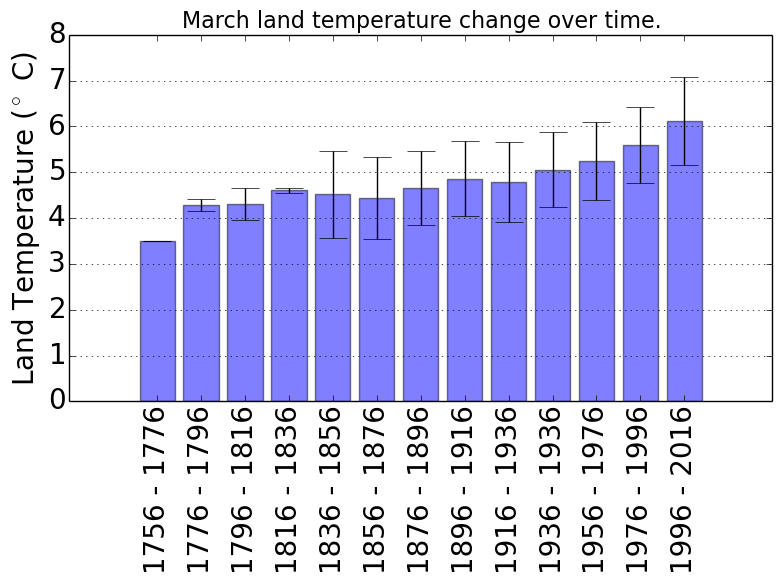 March land temperature change over time.
Land Temperature (° C)
8
7
6
5
4
3
2
1
0
1756 - 1776
1776 - 1796
1796 - 1816
1816 - 1836
1836 - 1856
1856 - 1876
1876 - 1896
1896 - 1916
1916 - 1936
1936 - 1936
1956 - 1976
1976 - 1996
1996 - 2016